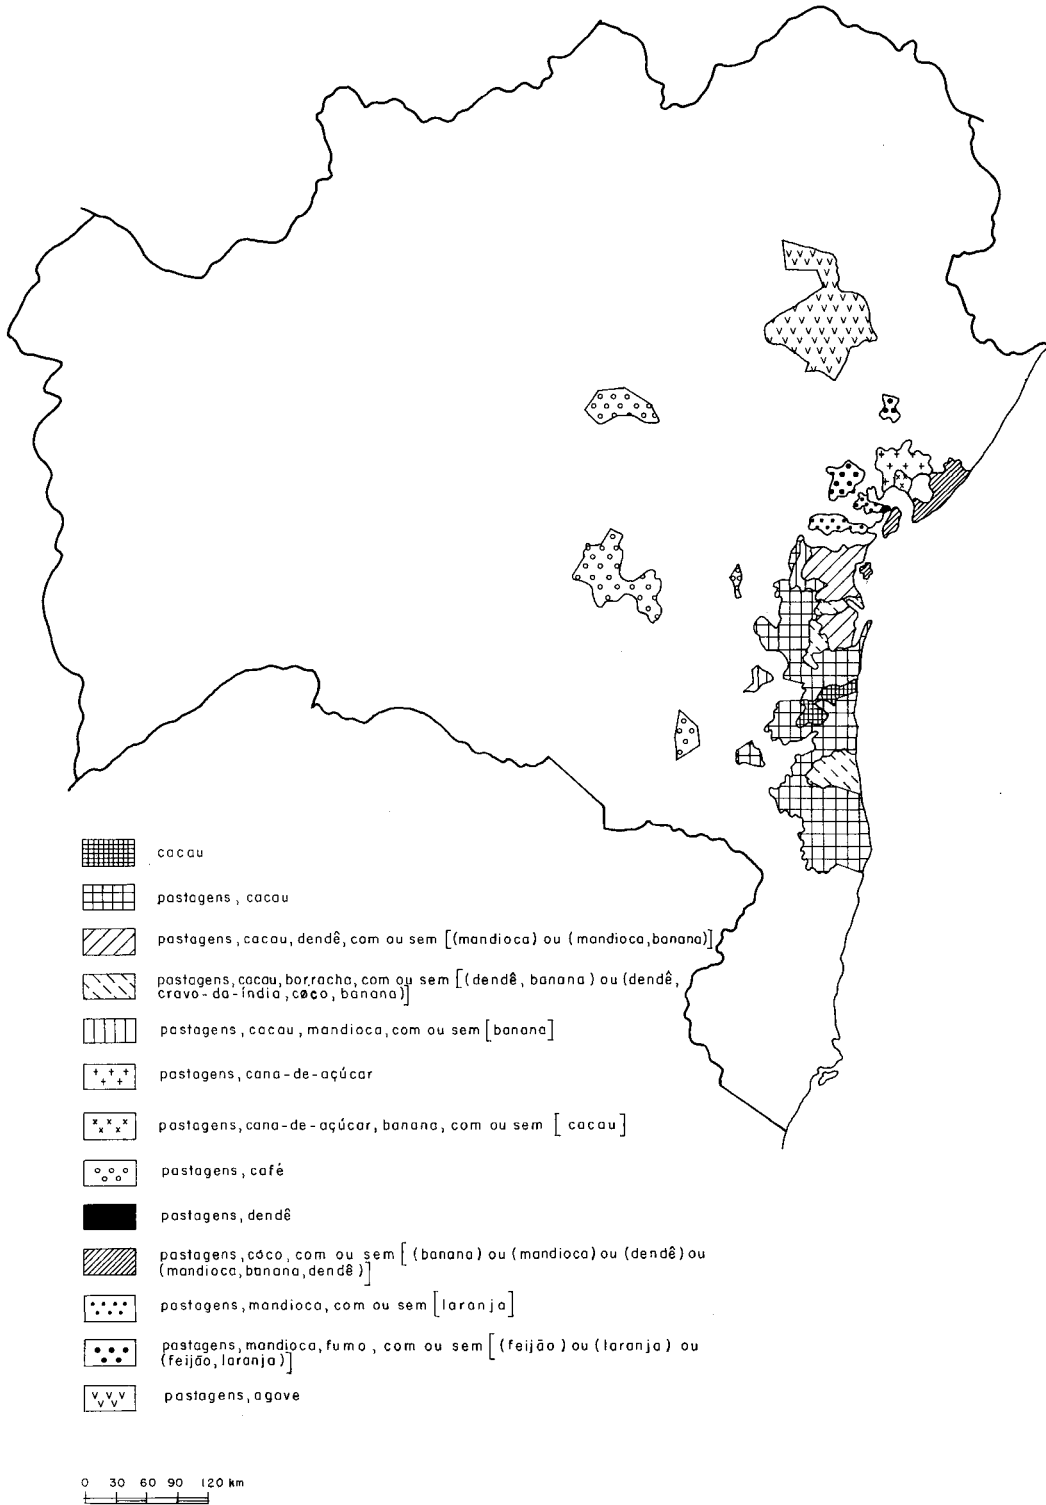 cacau
pastagens, cacau
pastagens, cacau, dendê, com ou sem [(mandioca) ou (mandioca, banana)]
pastagens, cacau, borracha, com ou sem [(dendê, banana) ou (dendê,
cravo-da-índia, côco, banana)]
pastagens, cacau, mandioca, com ou sem [banana]
pastagens, cana-de-açúcar
pastagens, cana-de-açúcar, banana, com ou sem [cacau]
pastagens, café
pastagens, dendê
pastagens, côco, com ou sem [(banana) ou (mandioca) ou (dendê) ou
(mandioca, banana, dendê)]
pastagens, mandioca, com ou sem [laranja]
pastagens, mandioca, fumo, com ou sem [(feijão) ou (laranja) ou
(feijão, laranja)]
pastagens, agave
0 30 60 90 120 km